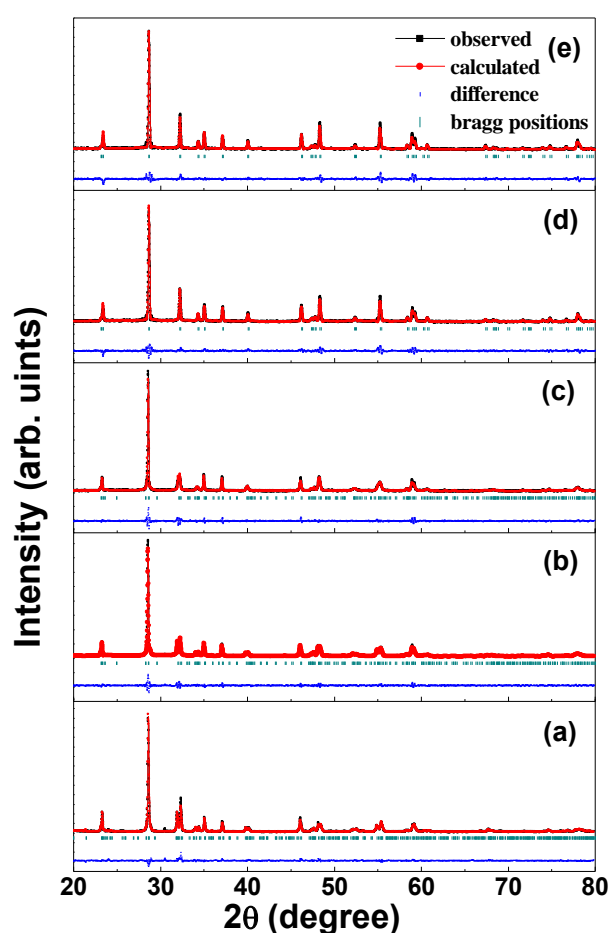 observed
calculated
difference
bragg positions
(e)
(d)
(c)
(b)
(a)
Intensity (arb. uints)
20 30 40 50 60 70 80
2θ (degree)